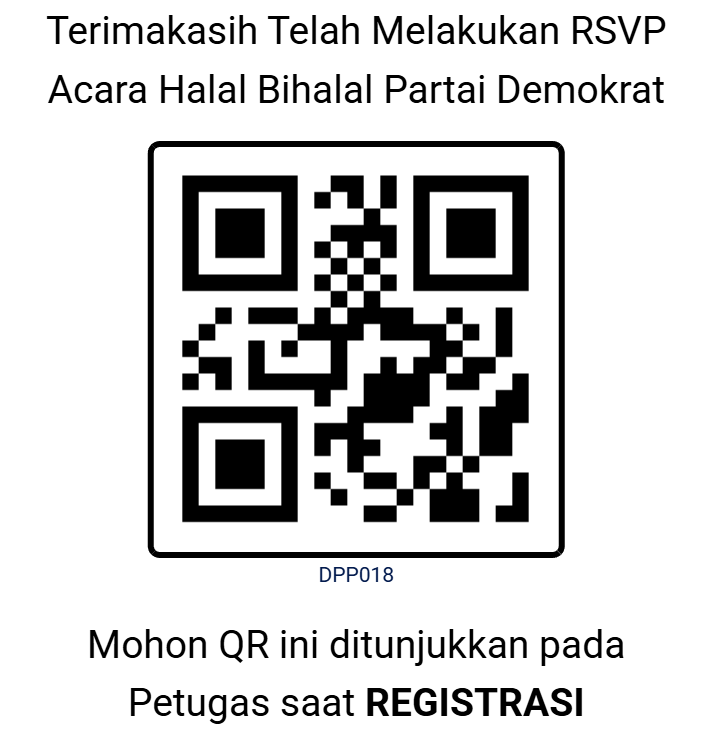 Terimakasih Telah Melakukan RSVP
Acara Halal Bihalal Partai Demokrat
DPP018
Mohon QR ini ditunjukkan pada
Petugas saat REGISTRASI